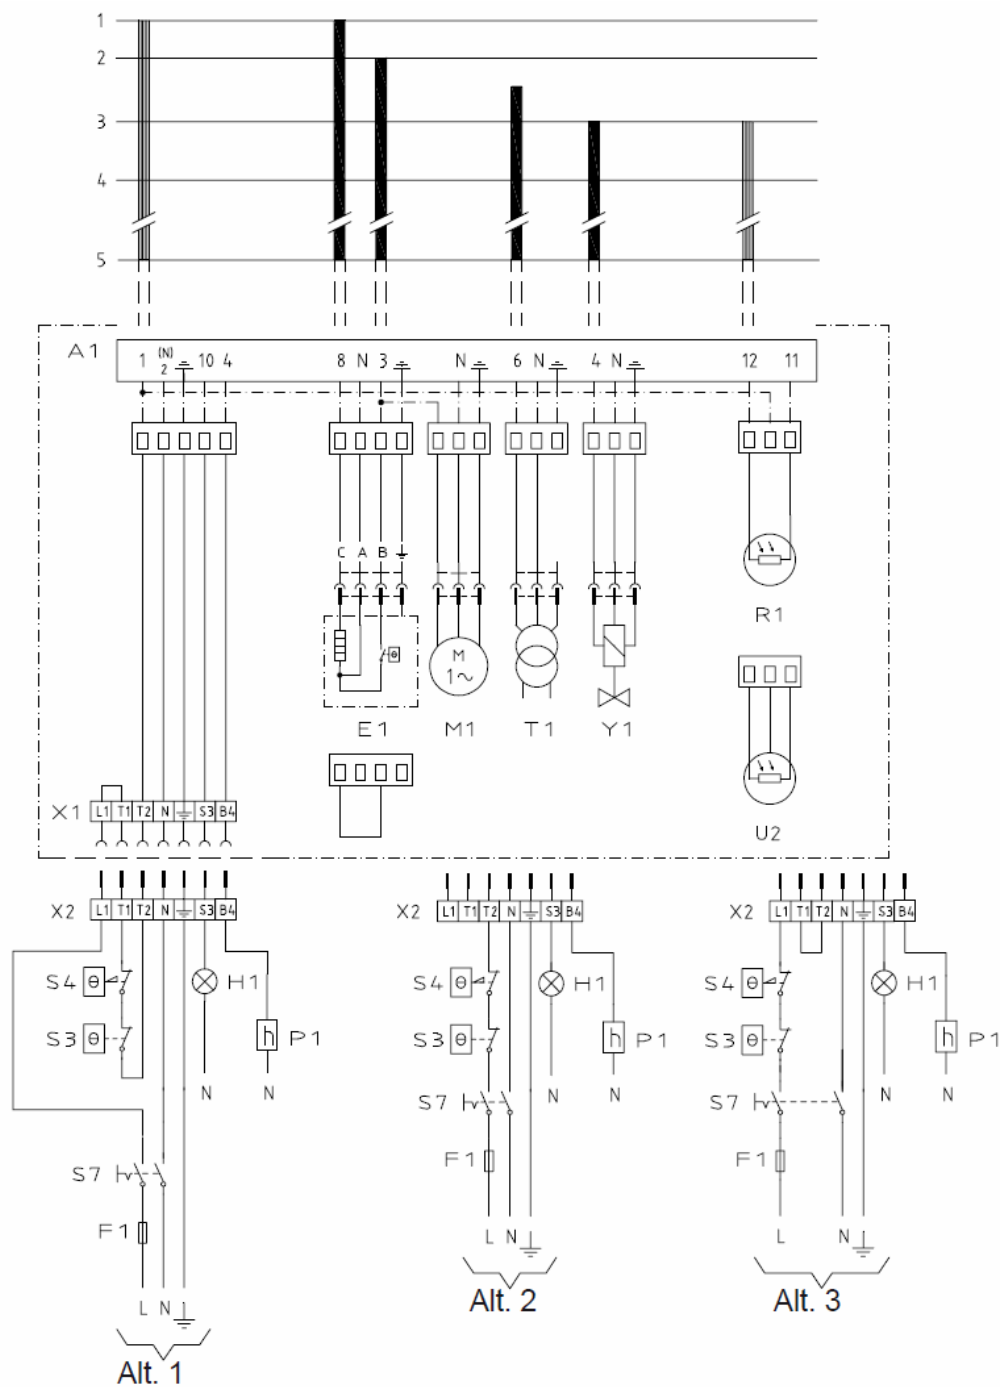 1
2
3
4
5
A1
1 (N) 2 10 4 8 N 3 N 6 N 4 N 12 11
C A B
R1
M
1~
E1 M1 T1 Y1
U2
X1 L1 T1 T2 N S3 B4
X2 L1 T1 T2 N S3 B4
X2 L1 T1 T2 N S3 B4
X2 L1 T1 T2 N S3 B4
S4 θ H1
S4 θ H1
S4 θ H1
S3 θ h P1
S3 θ h P1
S3 θ h P1
N N
N N
N N
S7
S7
S7
F1
F1
F1
L N
L N
L N
Alt. 1
Alt. 2
Alt. 3